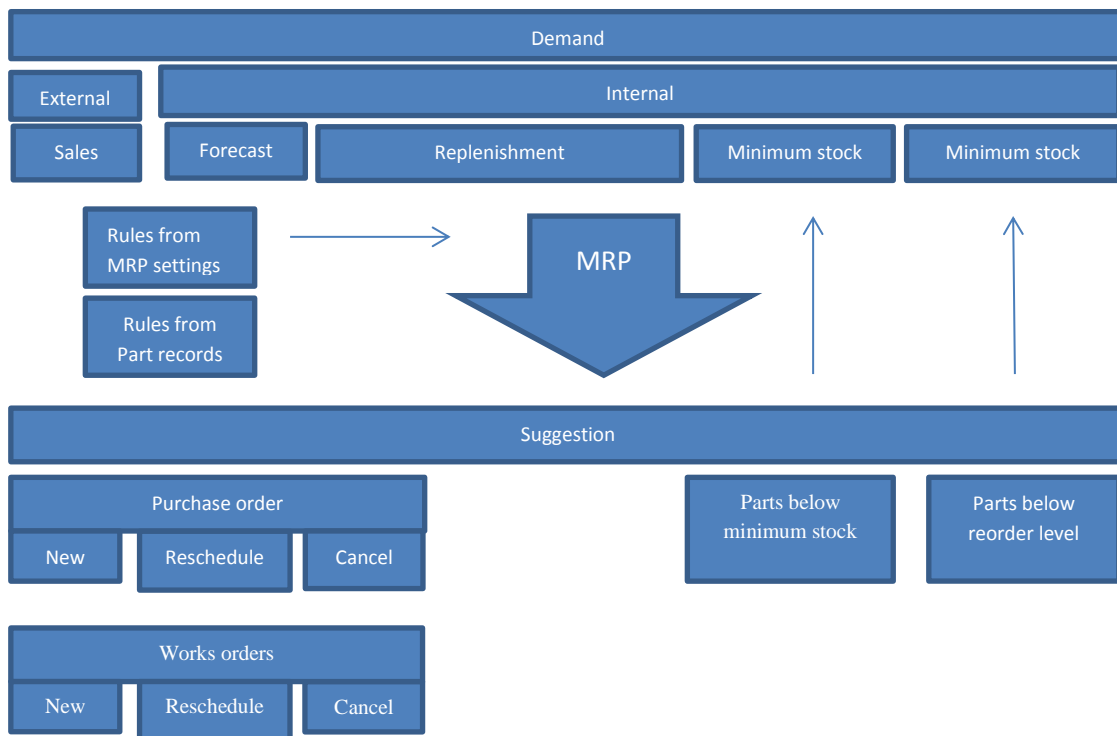 Demand
External
Internal
Sales
Forecast
Replenishment
Minimum stock
Minimum stock
Rules from
MRP settings
MRP
Rules from
Part records
Suggestion
Purchase order
Parts below
minimum stock
Parts below
reorder level
New
Reschedule
Cancel
Works orders
New
Reschedule
Cancel